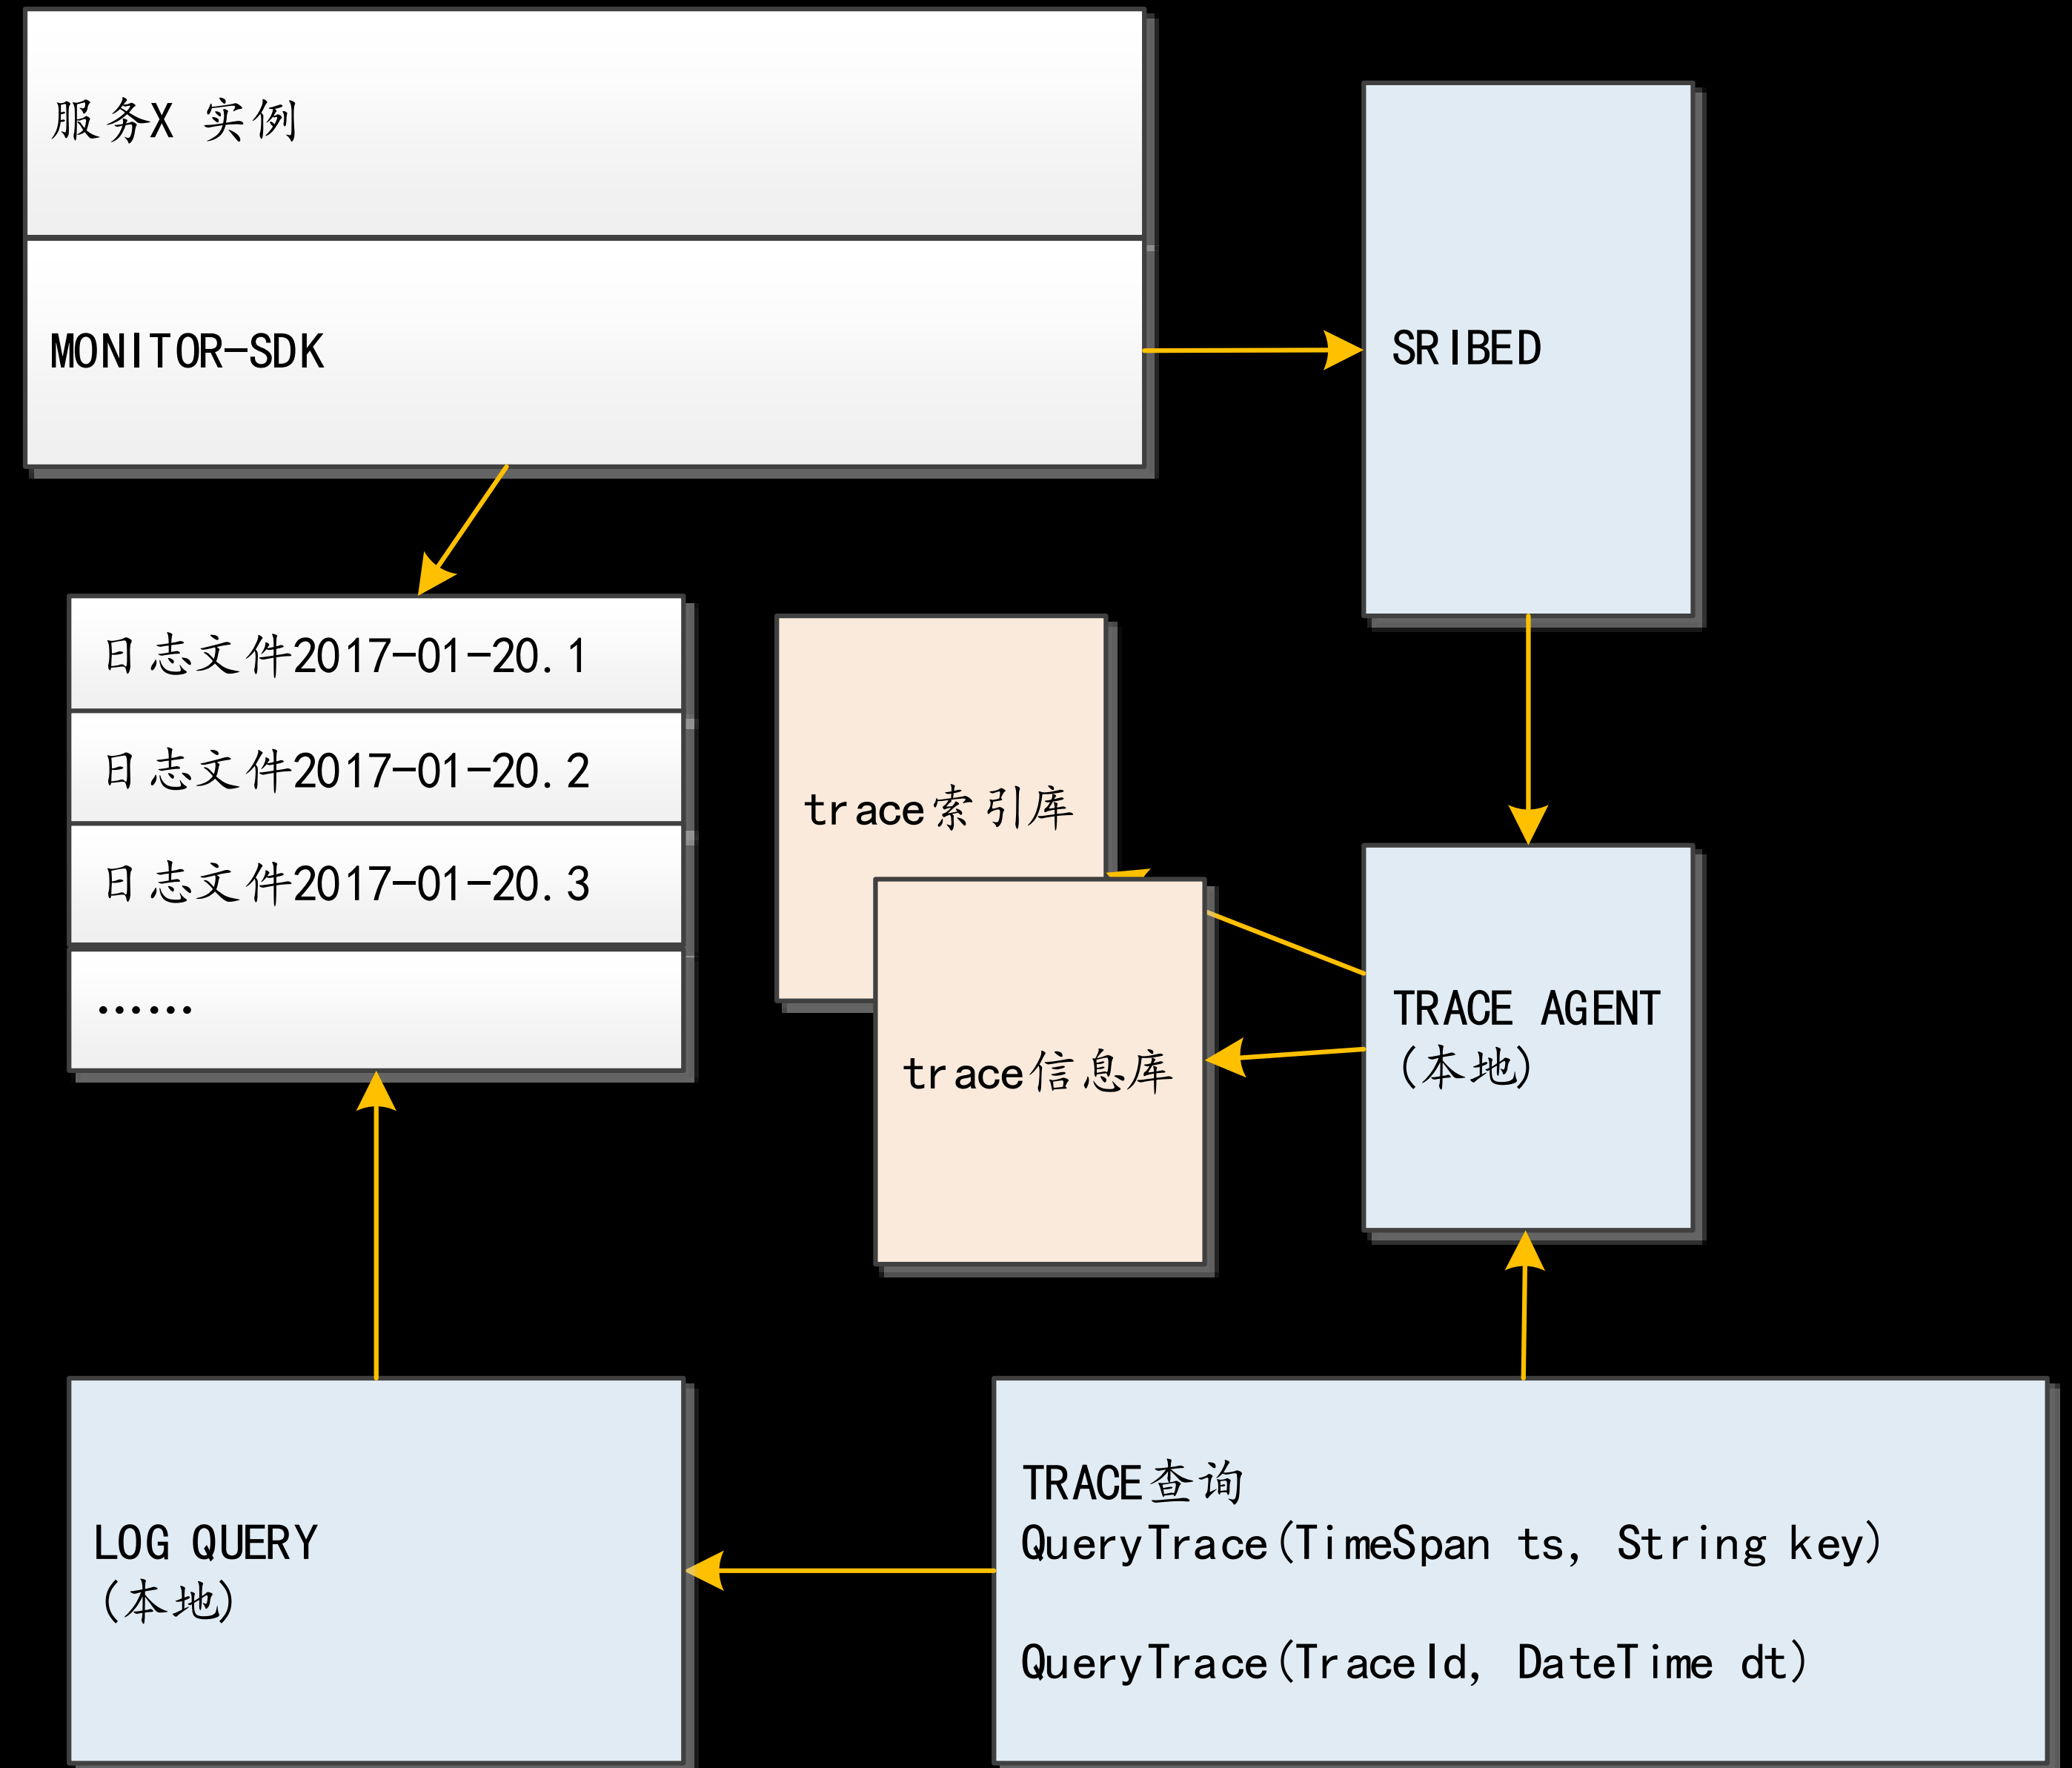 服务X 实例
MONITOR-SDK
SRIBED
日志文件2017-01-20.1
日志文件2017-01-20.2
日志文件2017-01-20.3
......
trace索引库
trace信息库
TRACE AGENT
(本地)
LOG QUERY
(本地)
TRACE查询
QueryTrace(TimeSpan ts, String key)
QueryTrace(TraceId, DateTime dt)